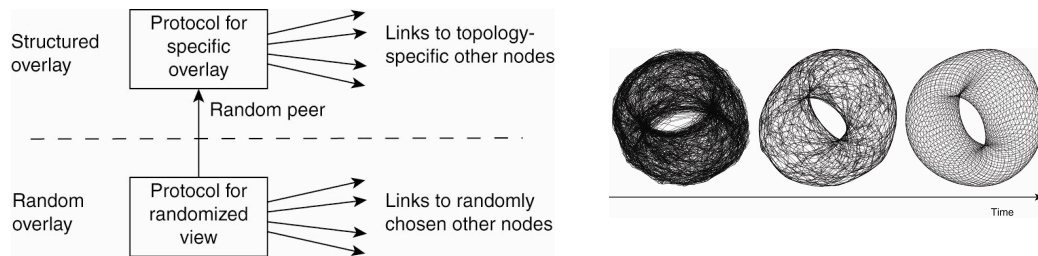 Structured
overlay
Protocol for
specific
overlay
Links to topology-
specific other nodes
Random peer
Random
overlay
Protocol for
randomized
view
Links to randomly
chosen other nodes
Time